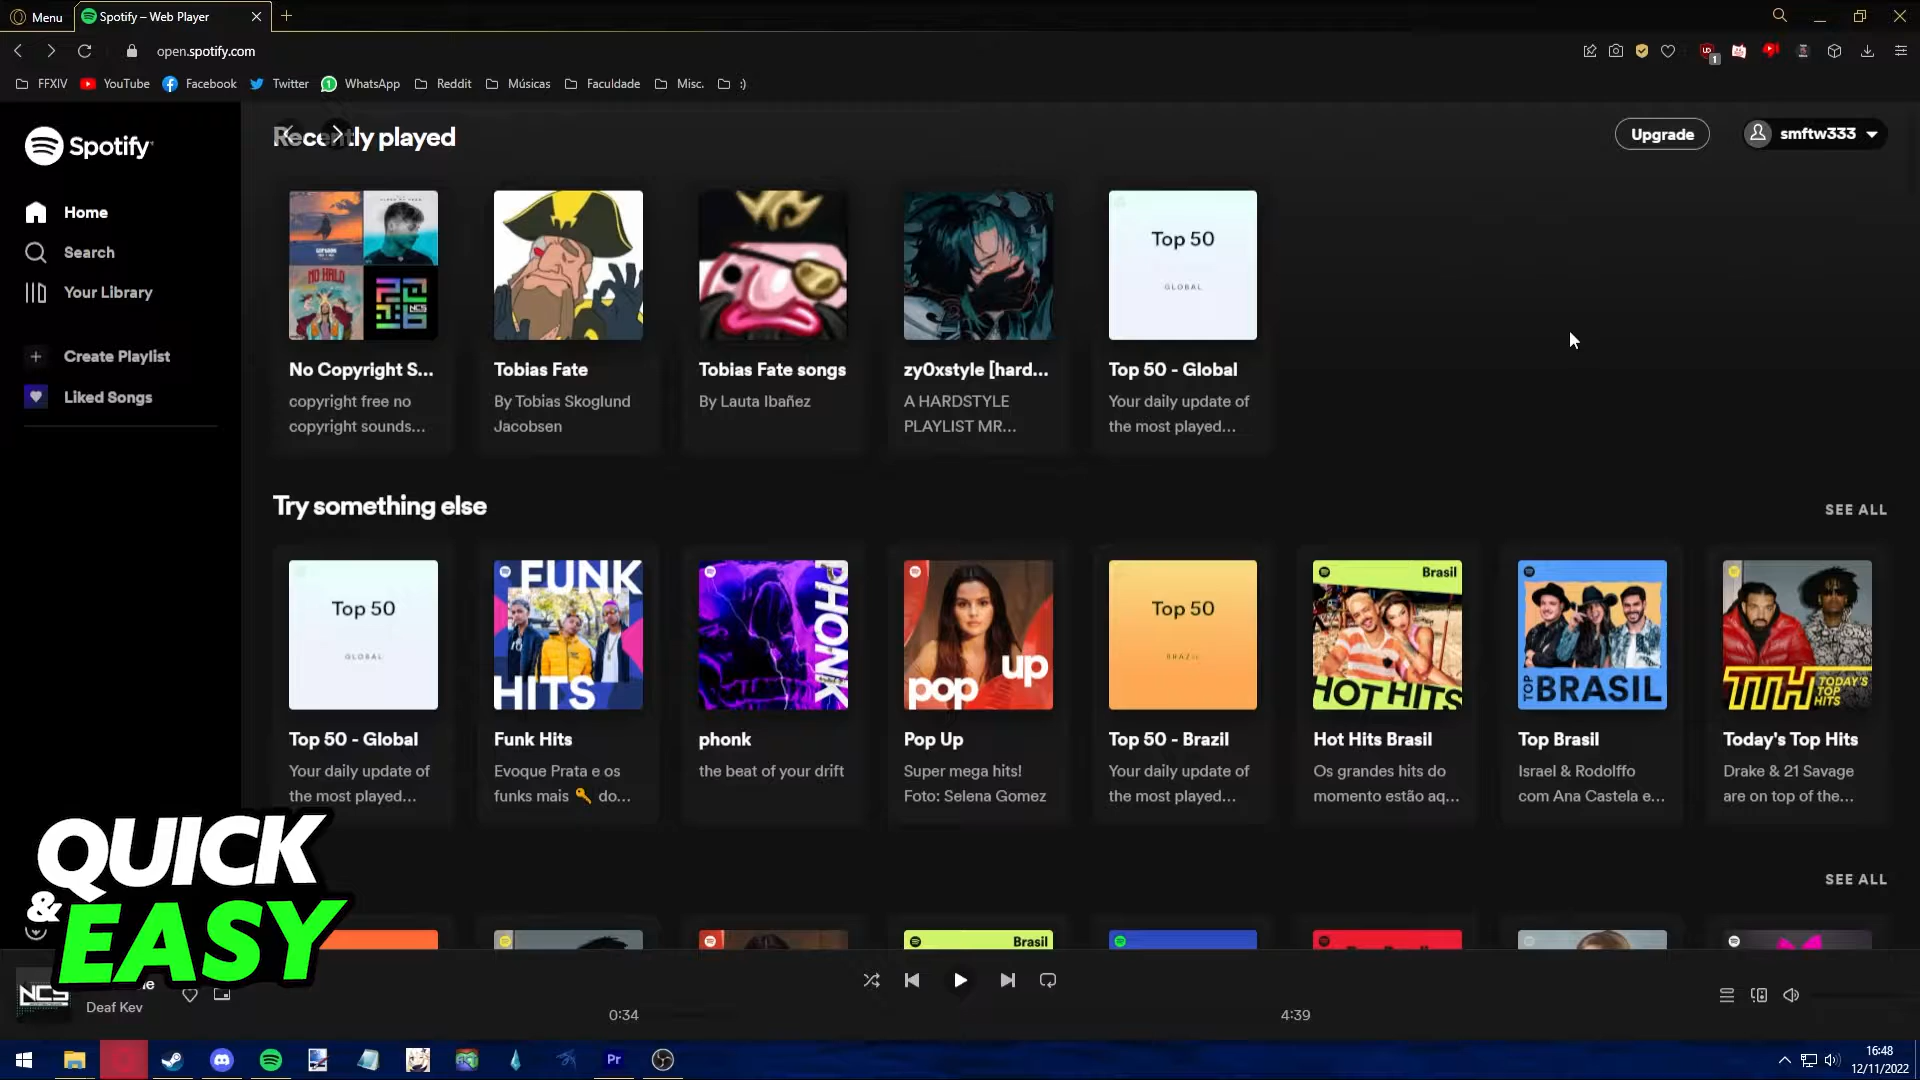 Menu
Spotify – Web Player
open.spotify.com
FFXIV
YouTube
Facebook
Twitter
WhatsApp
Reddit
Músicas
Faculdade
Misc.
:)
Spotify
Recently played
Upgrade
smftw333
Home
Search
Your Library
Create Playlist
Liked Songs
NO HALO
NCS
Top 50
GLOBAL
No Copyright S...
copyright free no
copyright sounds...
Tobias Fate
By Tobias Skoglund
Jacobsen
Tobias Fate songs
By Lauta Ibañez
zy0xstyle [hard...
A HARDSTYLE
PLAYLIST MR...
Top 50 - Global
Your daily update of
the most played...
Try something else
SEE ALL
Top 50
GLOBAL
FUNK
HITS
PHONK
pop
up
Top 50
BRAZIL
Brasil
HOT HITS
TOP
BRASIL
TTH
TODAY'S
TOP
HITS
Top 50 - Global
Your daily update of
the most played...
Funk Hits
Evoque Prata e os
funks mais 🔑 do...
phonk
the beat of your drift
Pop Up
Super mega hits!
Foto: Selena Gomez
Top 50 - Brazil
Your daily update of
the most played...
Hot Hits Brasil
Os grandes hits do
momento estão aq...
Top Brasil
Israel & Rodolffo
com Ana Castela e...
Today's Top Hits
Drake & 21 Savage
are on top of the...
SEE ALL
QUICK
& EASY
Brasil
NCS
Deaf Kev
0:34
4:39
Pr
16:48
12/11/2022